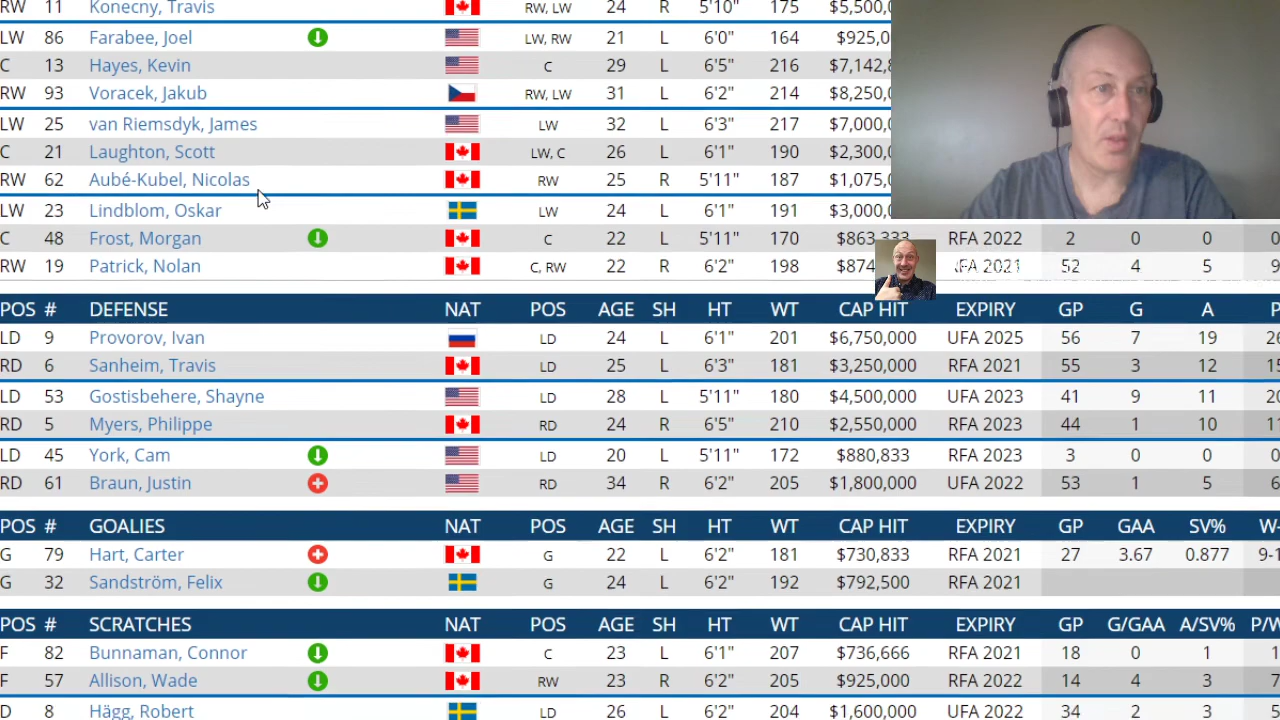 RW 11 Konecny, Travis RW, LW 24 R 5'10" 175 $5,500,0
LW 86 Farabee, Joel LW, RW 21 L 6'0" 164 $925,0
C 13 Hayes, Kevin C 29 L 6'5" 216 $7,142,8
RW 93 Voracek, Jakub RW, LW 31 L 6'2" 214 $8,250,0
LW 25 van Riemsdyk, James LW 32 L 6'3" 217 $7,000,0
C 21 Laughton, Scott LW, C 26 L 6'1" 190 $2,300,0
RW 62 Aubé-Kubel, Nicolas RW 25 R 5'11" 187 $1,075,0
LW 23 Lindblom, Oskar LW 24 L 6'1" 191 $3,000,0
C 48 Frost, Morgan C 22 L 5'11" 170 $863,333 RFA 2022 2 0 0 0
RW 19 Patrick, Nolan C, RW 22 R 6'2" 198 $874 RFA 2021 52 4 5 9
POS # DEFENSE NAT POS AGE SH HT WT CAP HIT EXPIRY GP G A P
LD 9 Provorov, Ivan LD 24 L 6'1" 201 $6,750,000 UFA 2025 56 7 19 26
RD 6 Sanheim, Travis LD 25 L 6'3" 181 $3,250,000 RFA 2021 55 3 12 15
LD 53 Gostisbehere, Shayne LD 28 L 5'11" 180 $4,500,000 UFA 2023 41 9 11 20
RD 5 Myers, Philippe RD 24 R 6'5" 210 $2,550,000 RFA 2023 44 1 10 11
LD 45 York, Cam LD 20 L 5'11" 172 $880,833 RFA 2023 3 0 0 0
RD 61 Braun, Justin RD 34 R 6'2" 205 $1,800,000 UFA 2022 53 1 5 6
POS # GOALIES NAT POS AGE SH HT WT CAP HIT EXPIRY GP GAA SV% W-
G 79 Hart, Carter G 22 L 6'2" 181 $730,833 RFA 2021 27 3.67 0.877 9-1
G 32 Sandström, Felix G 24 L 6'2" 192 $792,500 RFA 2021
POS # SCRATCHES NAT POS AGE SH HT WT CAP HIT EXPIRY GP G/GAA A/SV% P/W
F 82 Bunnaman, Connor C 23 L 6'1" 207 $736,666 RFA 2021 18 0 1 1
F 57 Allison, Wade RW 23 R 6'2" 205 $925,000 RFA 2022 14 4 3 7
D 8 Hägg, Robert LD 26 L 6'2" 204 $1,600,000 UFA 2022 34 2 3 5